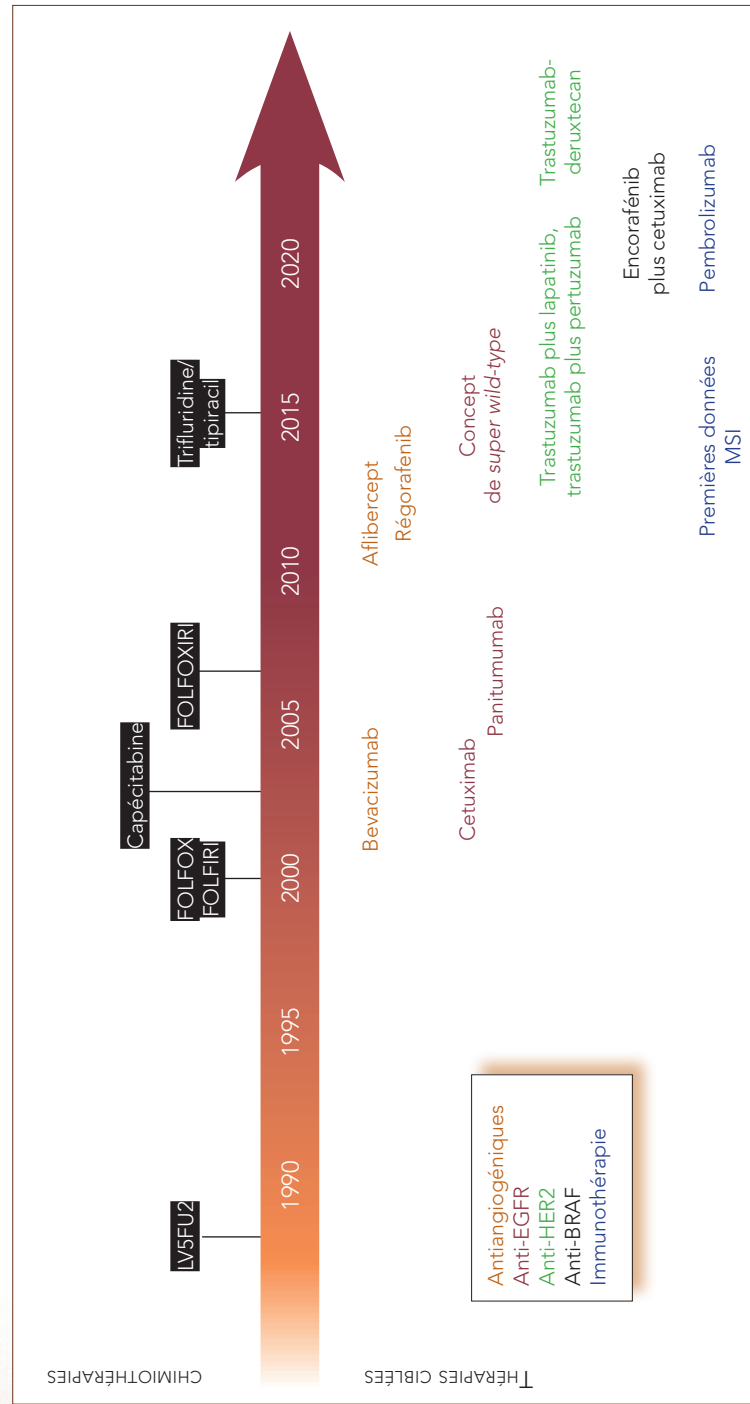 CHIMIOTHÉRAPIES
LV5FU2
FOLFOX
FOLFIRI
Capécitabine
FOLFOXIRI
Trifluridine/
tipiracil
1990
1995
2000
2005
2010
2015
2020
THÉRAPIES CIBLÉES
Bevacizumab
Aflibercept
Régorafenib
Cetuximab
Panitumumab
Concept
de super wild-type
Trastuzumab plus lapatinib,
trastuzumab plus pertuzumab
Trastuzumab-
deruxtecan
Encorafénib
plus cetuximab
Premières données
MSI
Pembrolizumab
Antiangiogéniques
Anti-EGFR
Anti-HER2
Anti-BRAF
Immunothérapie